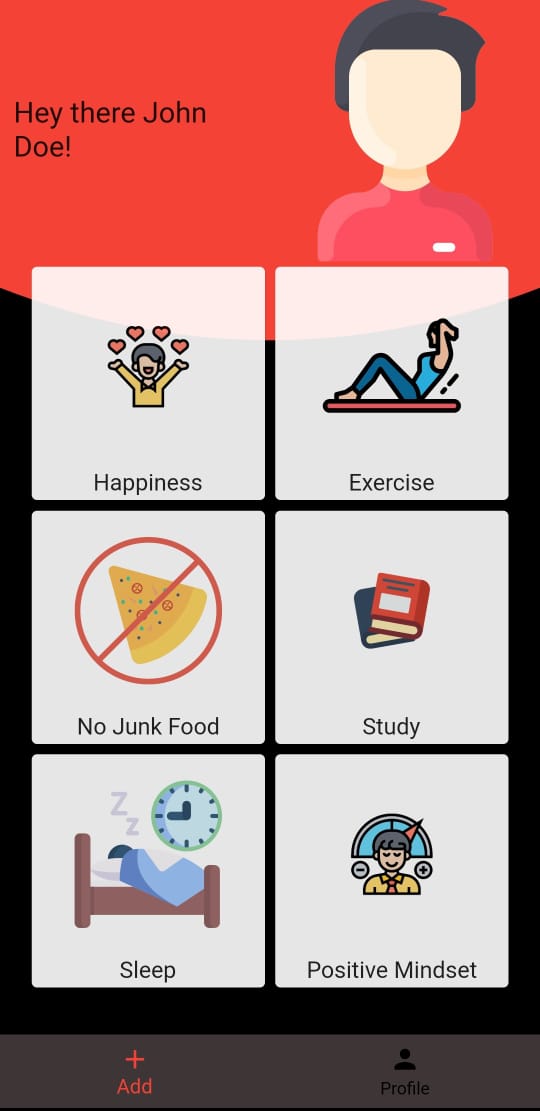 Hey there John
Doe!
Happiness
Exercise
No Junk Food
Study
Z
Z
Sleep
Positive Mindset
Add
Profile